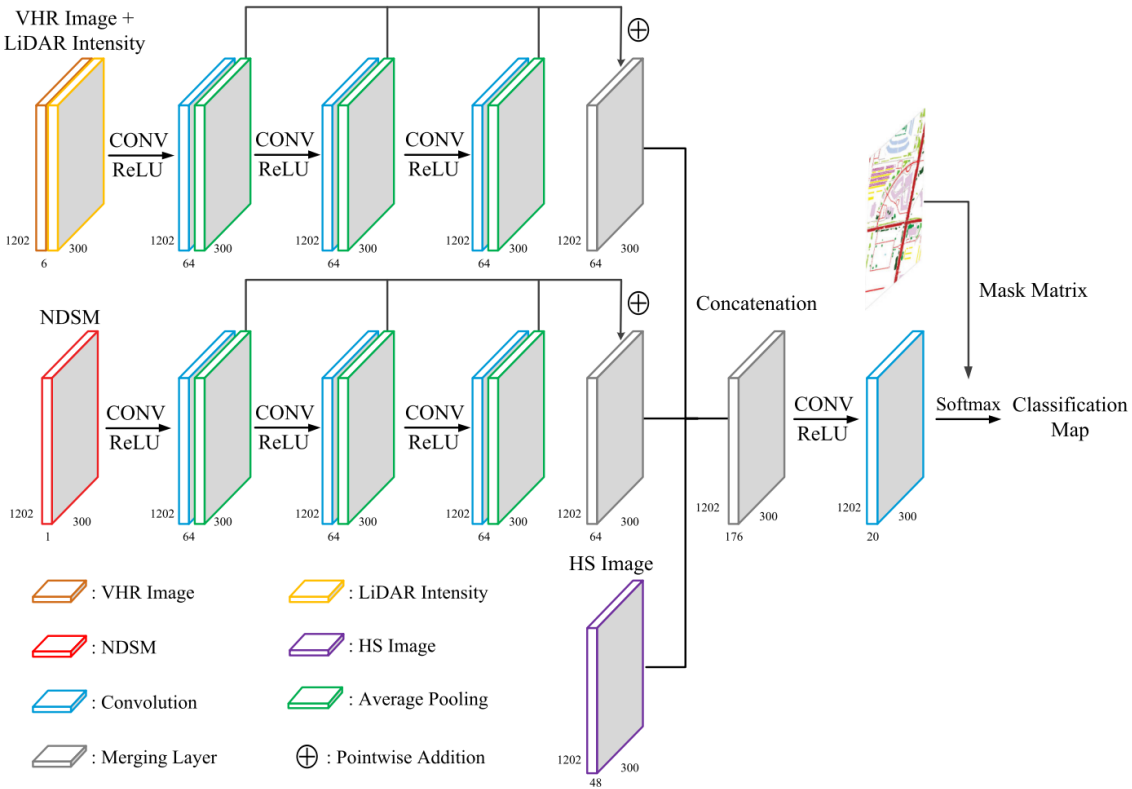 VHR Image +
LiDAR Intensity
CONV
ReLU
CONV
ReLU
CONV
ReLU
1202
6
300
1202
64
300
1202
64
300
1202
64
300
1202
64
300
NDSM
CONV
ReLU
CONV
ReLU
CONV
ReLU
1202
1
300
1202
64
300
1202
64
300
1202
64
300
1202
64
300
Concatenation
1202
176
300
CONV
ReLU
1202
20
300
Mask Matrix
Softmax
Classification
Map
HS Image
1202
48
300
: VHR Image
: LiDAR Intensity
: NDSM
: HS Image
: Convolution
: Average Pooling
: Merging Layer
: Pointwise Addition